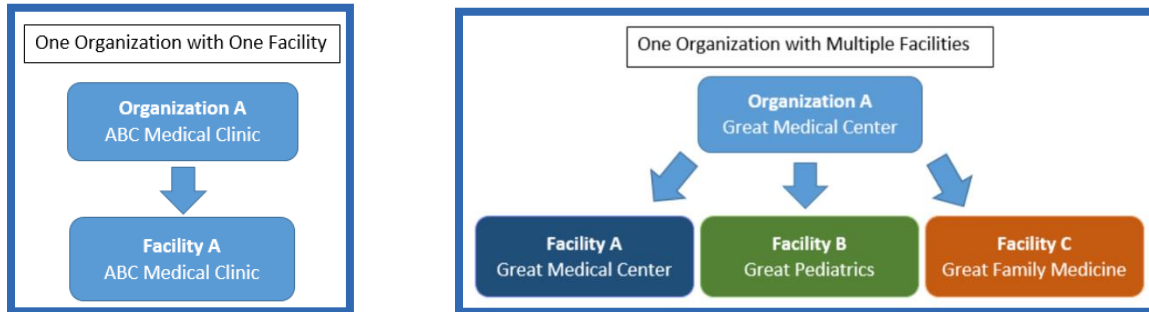 One Organization with One Facility
Organization A
ABC Medical Clinic
Facility A
ABC Medical Clinic
One Organization with Multiple Facilities
Organization A
Great Medical Center
Facility A
Great Medical Center
Facility B
Great Pediatrics
Facility C
Great Family Medicine